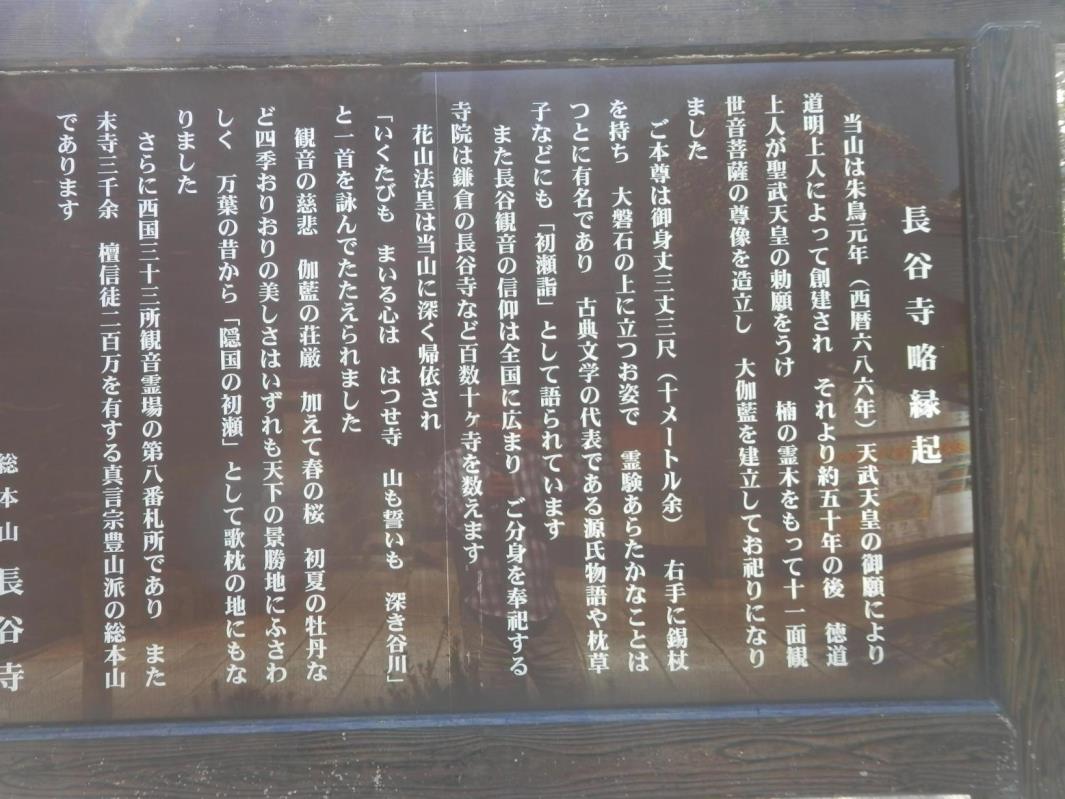 長谷寺略縁起
当山は朱鳥元年（西暦六八六年）天武天皇の御願により
道明上人によって創建され　それより約五十年の後　徳道
上人が聖武天皇の勅願をうけ　楠の霊木をもって十一面観
世音菩薩の尊像を造立し　大伽藍を建立してお祀りになり
ました
ご本尊は御身丈三丈三尺（十メートル余）　右手に錫杖
を持ち　大磐石の上に立つお姿で　霊験あらたかなことは
つとに有名であり　古典文学の代表である源氏物語や枕草
子などにも「初瀬詣」として語られています
また長谷観音の信仰は全国に広まり　ご分身を奉祀する
寺院は鎌倉の長谷寺など百数十ヶ寺を数えます
花山法皇は当山に深く帰依され
「いくたびも　まいる心は　はつせ寺　山も誓いも　深き谷川」
と一首を詠んでたたえられました
観音の慈悲　伽藍の荘厳　加えて春の桜　初夏の牡丹な
ど四季おりおりの美しさはいずれも天下の景勝地にふさわ
しく　万葉の昔から「隠国の初瀬」として歌枕の地にもな
りました
さらに西国三十三所観音霊場の第八番札所であり　また
末寺三千余　檀信徒二百万を有する真言宗豊山派の総本山
であります
総本山　長谷寺